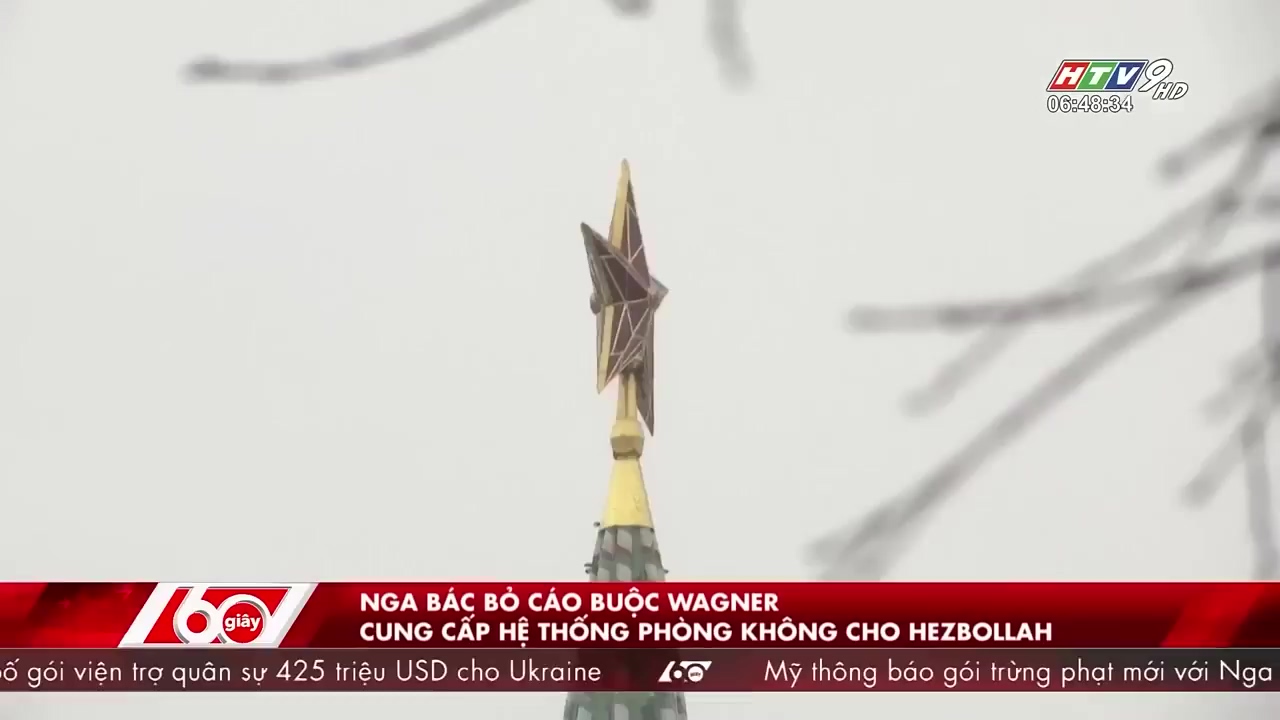 HTV9 HD
06:48:34
60 giây
NGA BÁC BỎ CÁO BUỘC WAGNER
CUNG CẤP HỆ THỐNG PHÒNG KHÔNG CHO HEZBOLLAH
gói viện trợ quân sự 425 triệu USD cho Ukraine 60 giây Mỹ thông báo gói trừng phạt mới với Nga